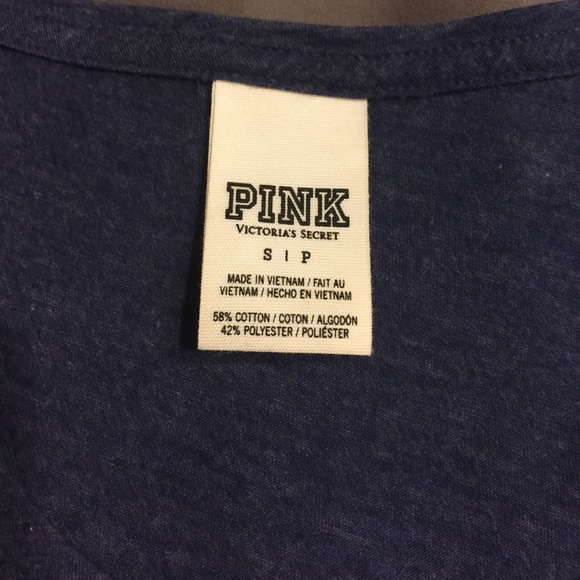 PINK
VICTORIA'S SECRET
S | P
MADE IN VIETNAM / FAIT AU
VIETNAM / HECHO EN VIETNAM
58% COTTON / COTON / ALGODÓN
42% POLYESTER / POLIÉSTER